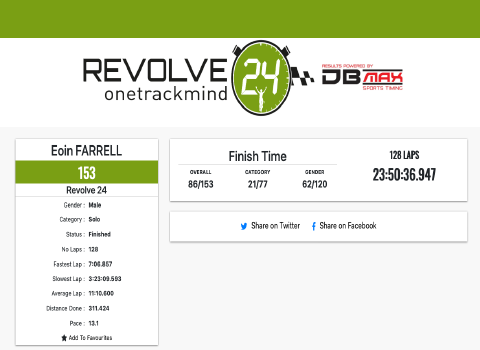 REVOLVE 24
onetrackmind
RESULTS POWERED BY
DBMAX
SPORTS TIMING
Eoin FARRELL
153
Revolve 24
Gender : Male
Category : Solo
Status : Finished
No Laps : 128
Fastest Lap : 7:06.857
Slowest Lap : 3:23:09.593
Average Lap : 11:10.600
Distance Done : 311.424
Pace : 13.1
Add To Favourites
Finish Time
OVERALL CATEGORY GENDER
86/153 21/77 62/120
128 LAPS
23:50:36.947
Share on Twitter Share on Facebook